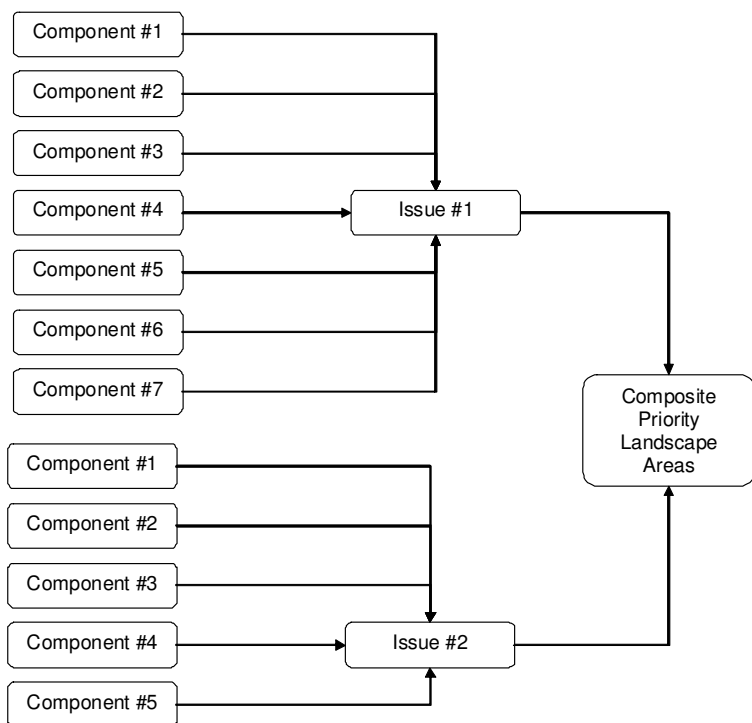 Component #1
Component #2
Component #3
Component #4
Issue #1
Component #5
Component #6
Component #7
Composite
Priority
Landscape
Areas
Component #1
Component #2
Component #3
Component #4
Issue #2
Component #5